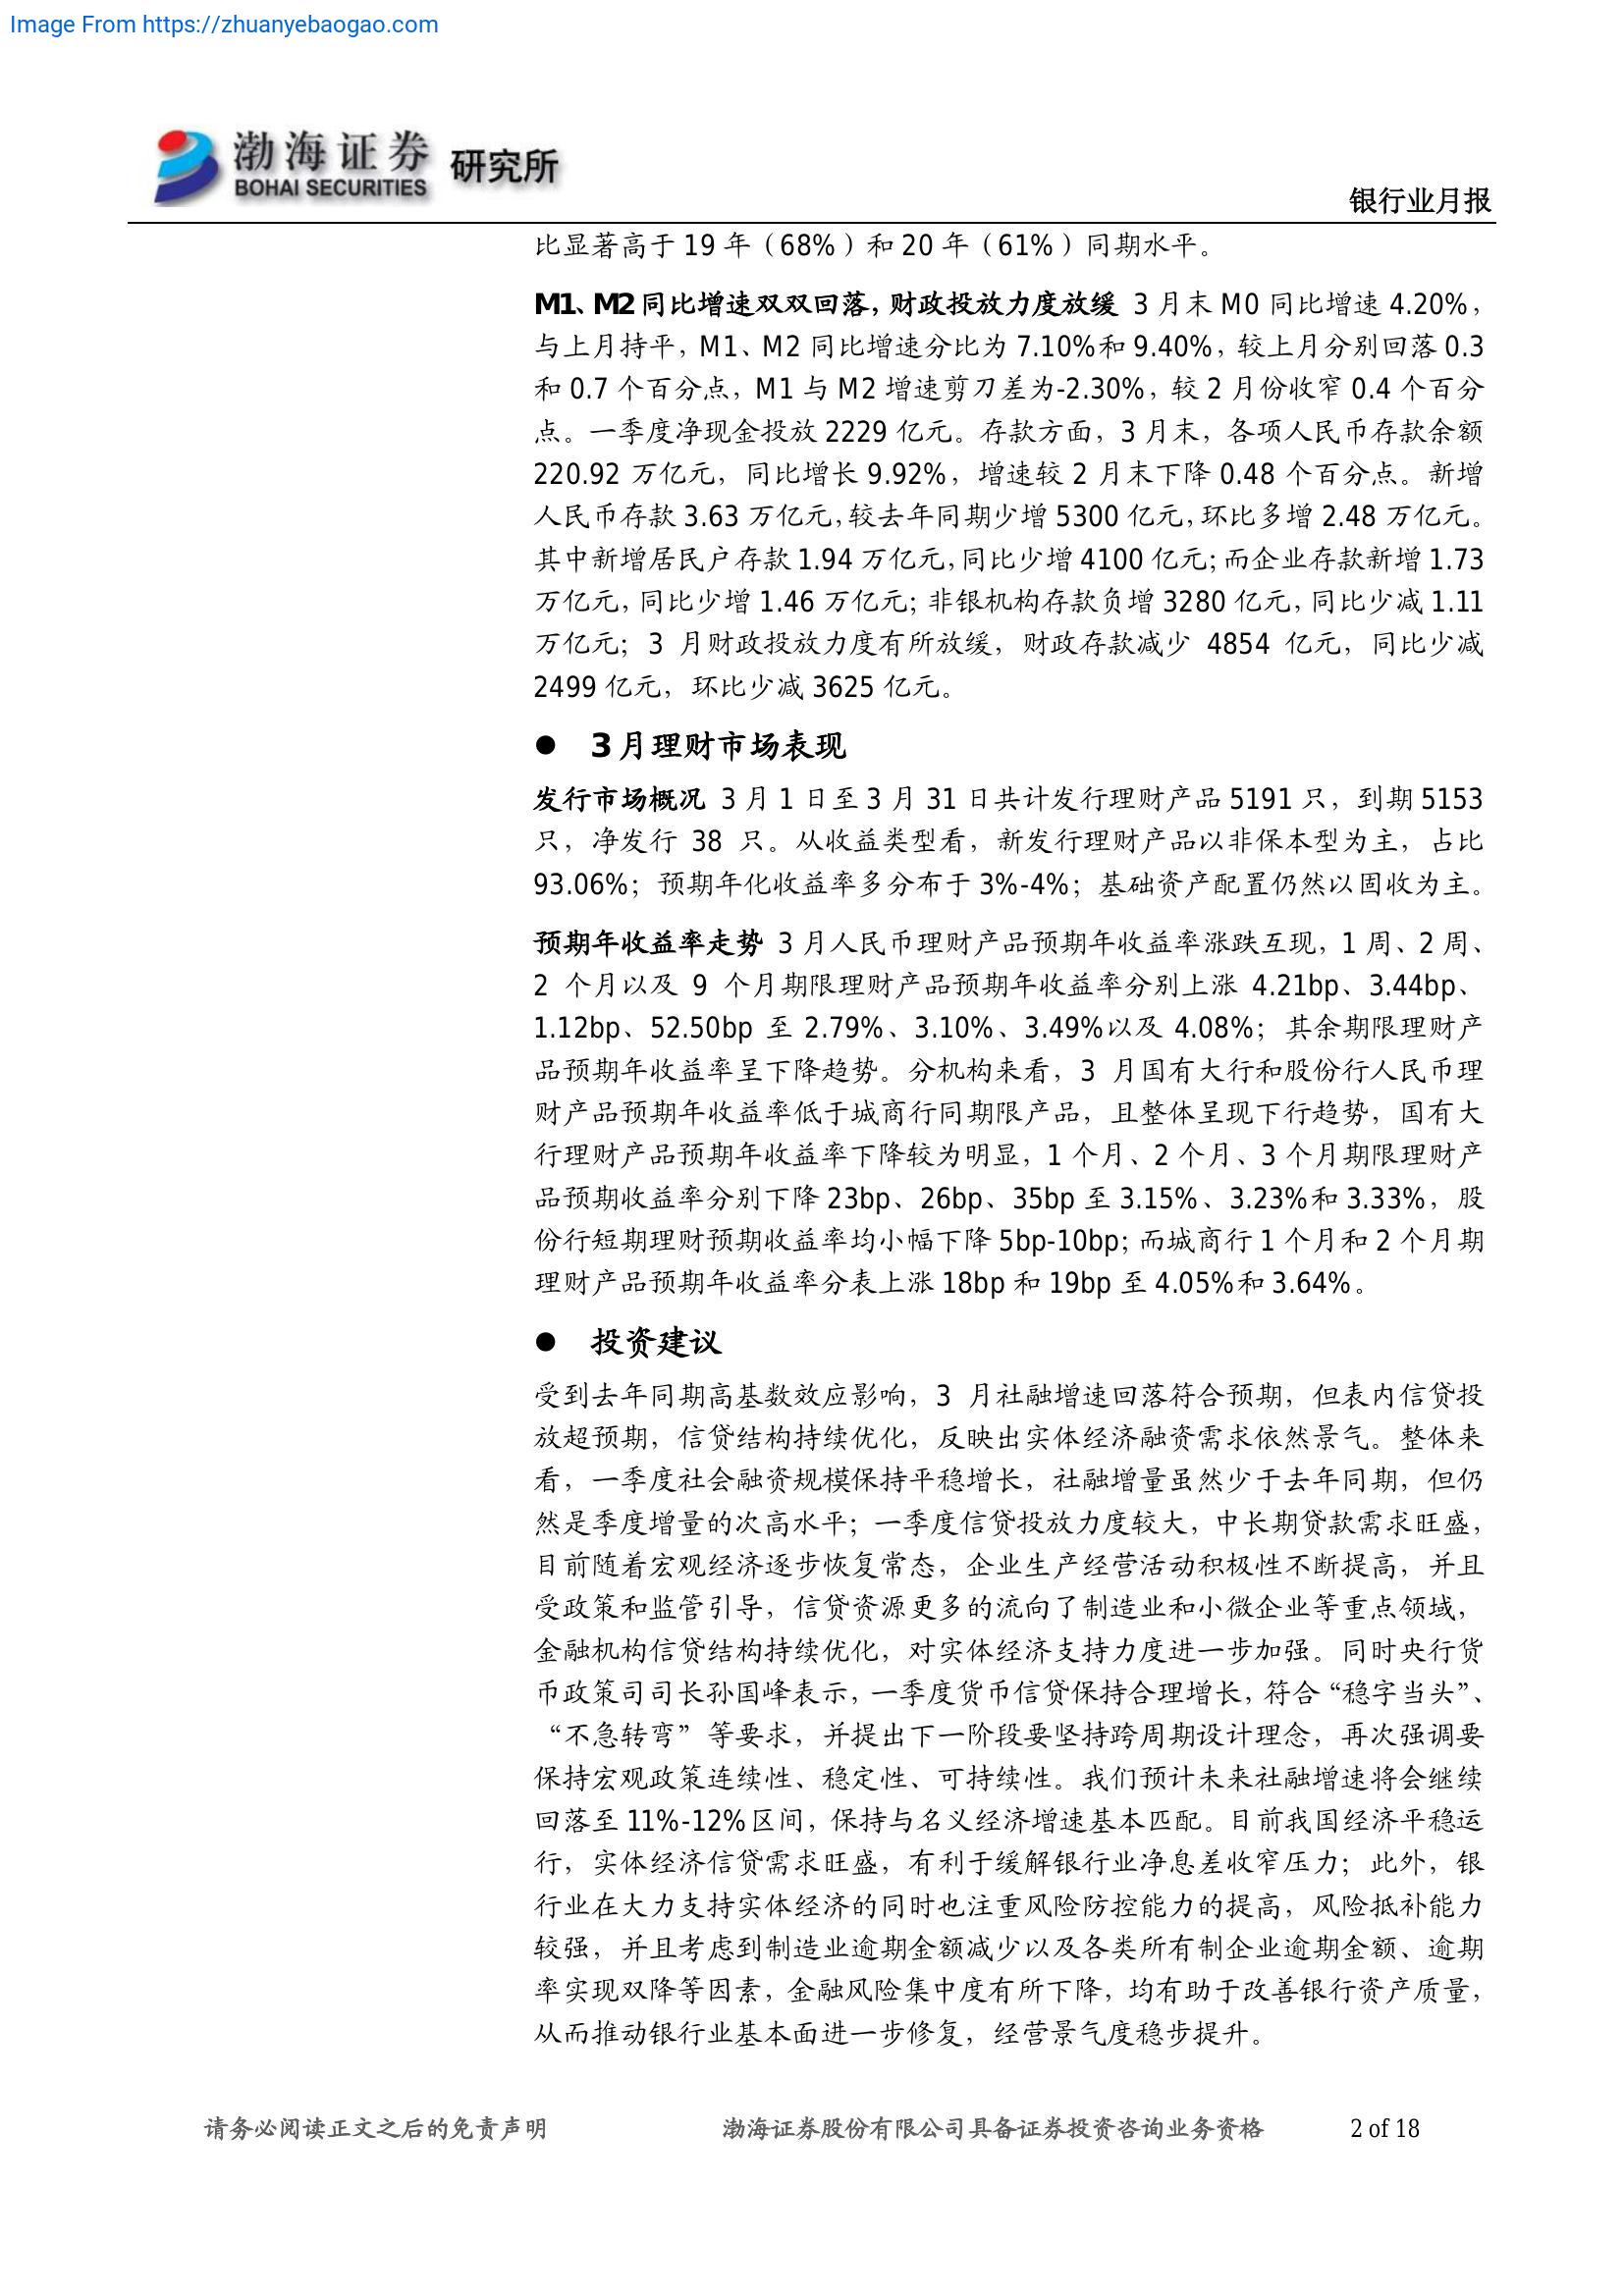 Image From https://zhuanyebaogao.com
渤海证券 研究所
BOHAI SECURITIES
银行业月报
比显著高于 19 年（68%）和 20 年（61%）同期水平。
M1、M2 同比增速双双回落，财政投放力度放缓 3 月末 M0 同比增速 4.20%，
与上月持平，M1、M2 同比增速分比为 7.10%和 9.40%，较上月分别回落 0.3
和 0.7 个百分点，M1 与 M2 增速剪刀差为-2.30%，较 2 月份收窄 0.4 个百分
点。一季度净现金投放 2229 亿元。存款方面，3 月末，各项人民币存款余额
220.92 万亿元，同比增长 9.92%，增速较 2 月末下降 0.48 个百分点。新增
人民币存款 3.63 万亿元，较去年同期少增 5300 亿元，环比多增 2.48 万亿元。
其中新增居民户存款 1.94 万亿元，同比少增 4100 亿元；而企业存款新增 1.73
万亿元，同比少增 1.46 万亿元；非银机构存款负增 3280 亿元，同比少减 1.11
万亿元；3 月财政投放力度有所放缓，财政存款减少 4854 亿元，同比少减
2499 亿元，环比少减 3625 亿元。
● 3 月理财市场表现
发行市场概况 3 月 1 日至 3 月 31 日共计发行理财产品 5191 只，到期 5153
只，净发行 38 只。从收益类型看，新发行理财产品以非保本型为主，占比
93.06%；预期年化收益率多分布于 3%-4%；基础资产配置仍然以固收为主。
预期年收益率走势 3 月人民币理财产品预期年收益率涨跌互现，1 周、2 周、
2 个月以及 9 个月期限理财产品预期年收益率分别上涨 4.21bp、3.44bp、
1.12bp、52.50bp 至 2.79%、3.10%、3.49%以及 4.08%；其余期限理财产
品预期年收益率呈下降趋势。分机构来看，3 月国有大行和股份行人民币理
财产品预期年收益率低于城商行同期限产品，且整体呈现下行趋势，国有大
行理财产品预期年收益率下降较为明显，1 个月、2 个月、3 个月期限理财产
品预期收益率分别下降 23bp、26bp、35bp 至 3.15%、3.23%和 3.33%，股
份行短期理财预期收益率均小幅下降 5bp-10bp；而城商行 1 个月和 2 个月期
理财产品预期年收益率分表上涨 18bp 和 19bp 至 4.05%和 3.64%。
● 投资建议
受到去年同期高基数效应影响，3 月社融增速回落符合预期，但表内信贷投
放超预期，信贷结构持续优化，反映出实体经济融资需求依然景气。整体来
看，一季度社会融资规模保持平稳增长，社融增量虽然少于去年同期，但仍
然是季度增量的次高水平；一季度信贷投放力度较大，中长期贷款需求旺盛，
目前随着宏观经济逐步恢复常态，企业生产经营活动积极性不断提高，并且
受政策和监管引导，信贷资源更多的流向了制造业和小微企业等重点领域，
金融机构信贷结构持续优化，对实体经济支持力度进一步加强。同时央行货
币政策司司长孙国峰表示，一季度货币信贷保持合理增长，符合“稳字当头”、
“不急转弯”等要求，并提出下一阶段要坚持跨周期设计理念，再次强调要
保持宏观政策连续性、稳定性、可持续性。我们预计未来社融增速将会继续
回落至 11%-12%区间，保持与名义经济增速基本匹配。目前我国经济平稳运
行，实体经济信贷需求旺盛，有利于缓解银行业净息差收窄压力；此外，银
行业在大力支持实体经济的同时也注重风险防控能力的提高，风险抵补能力
较强，并且考虑到制造业逾期金额减少以及各类所有制企业逾期金额、逾期
率实现双降等因素，金融风险集中度有所下降，均有助于改善银行资产质量，
从而推动银行业基本面进一步修复，经营景气度稳步提升。
请务必阅读正文之后的免责声明 渤海证券股份有限公司具备证券投资咨询业务资格 2 of 18